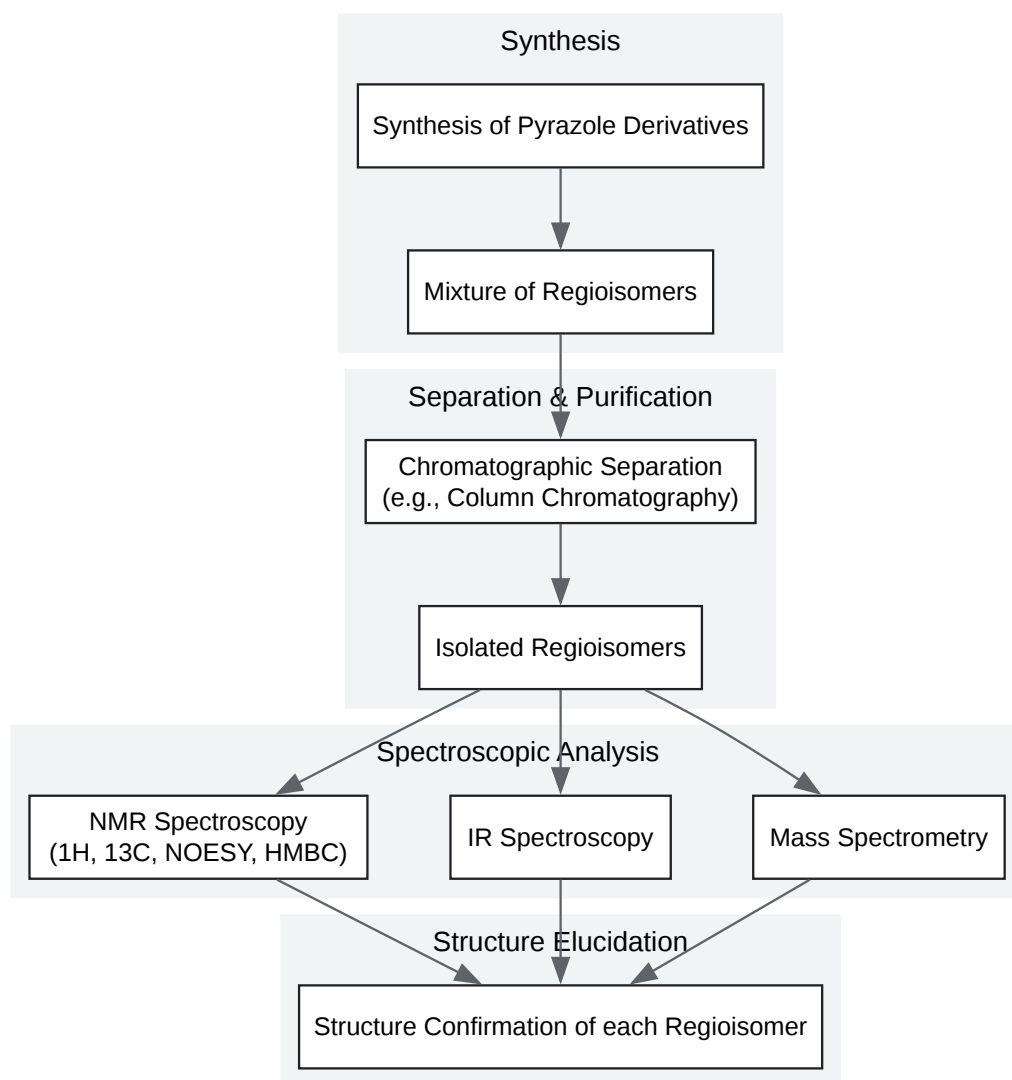 Synthesis
Synthesis of Pyrazole Derivatives
Mixture of Regioisomers
Separation & Purification
Chromatographic Separation
(e.g., Column Chromatography)
Isolated Regioisomers
Spectroscopic Analysis
NMR Spectroscopy
(1H, 13C, NOESY, HMBC)
IR Spectroscopy
Mass Spectrometry
Structure Elucidation
Structure Confirmation of each Regioisomer